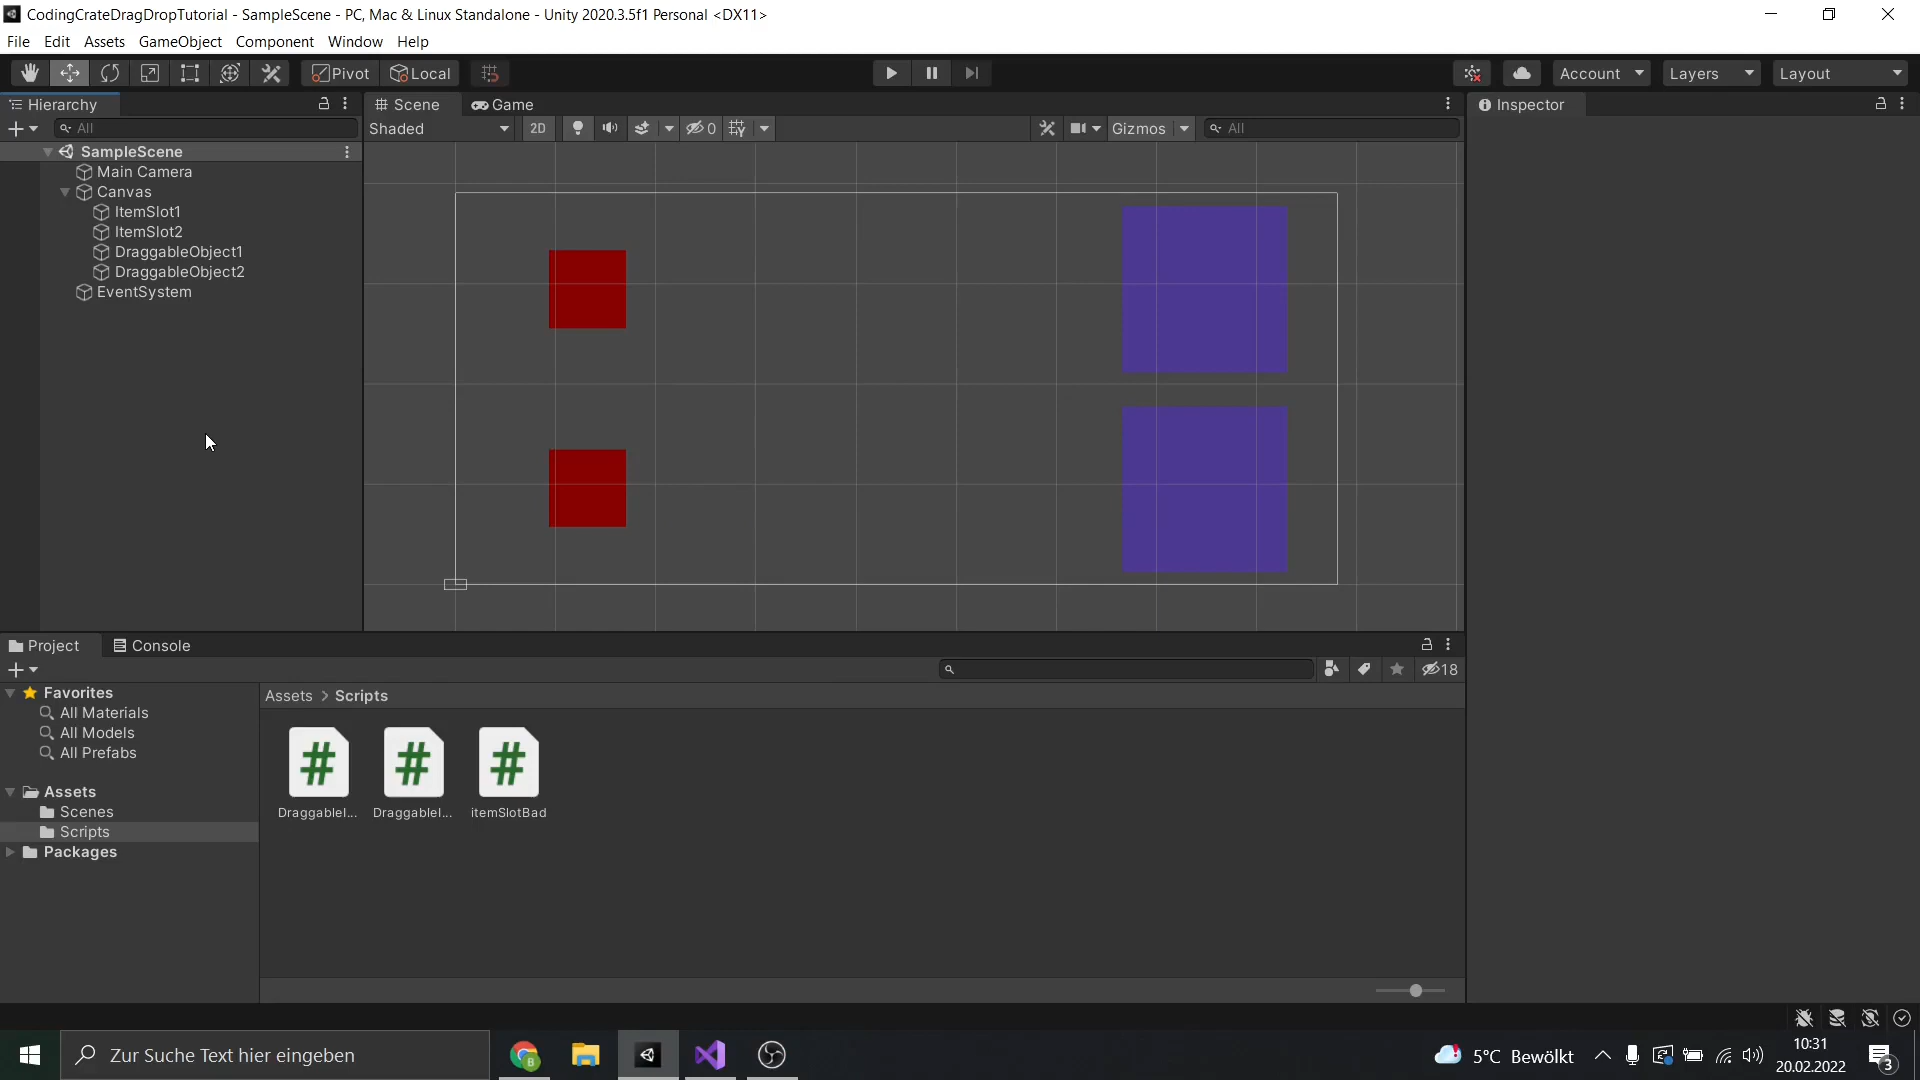 CodingCrateDragDropTutorial - SampleScene - PC, Mac & Linux Standalone - Unity 2020.3.5f1 Personal <DX11>
File Edit Assets GameObject Component Window Help
Pivot Local Account Layers Layout
Hierarchy
All
SampleScene
Main Camera
Canvas
ItemSlot1
ItemSlot2
DraggableObject1
DraggableObject2
EventSystem
Scene Game
Shaded 2D 0 Gizmos All
Inspector
Project Console
18
Favorites
All Materials
All Models
All Prefabs
Assets
Scenes
Scripts
Packages
Assets > Scripts
DraggableI... DraggableI... itemSlotBad
Zur Suche Text hier eingeben
5°C Bewölkt
10:31
20.02.2022
3